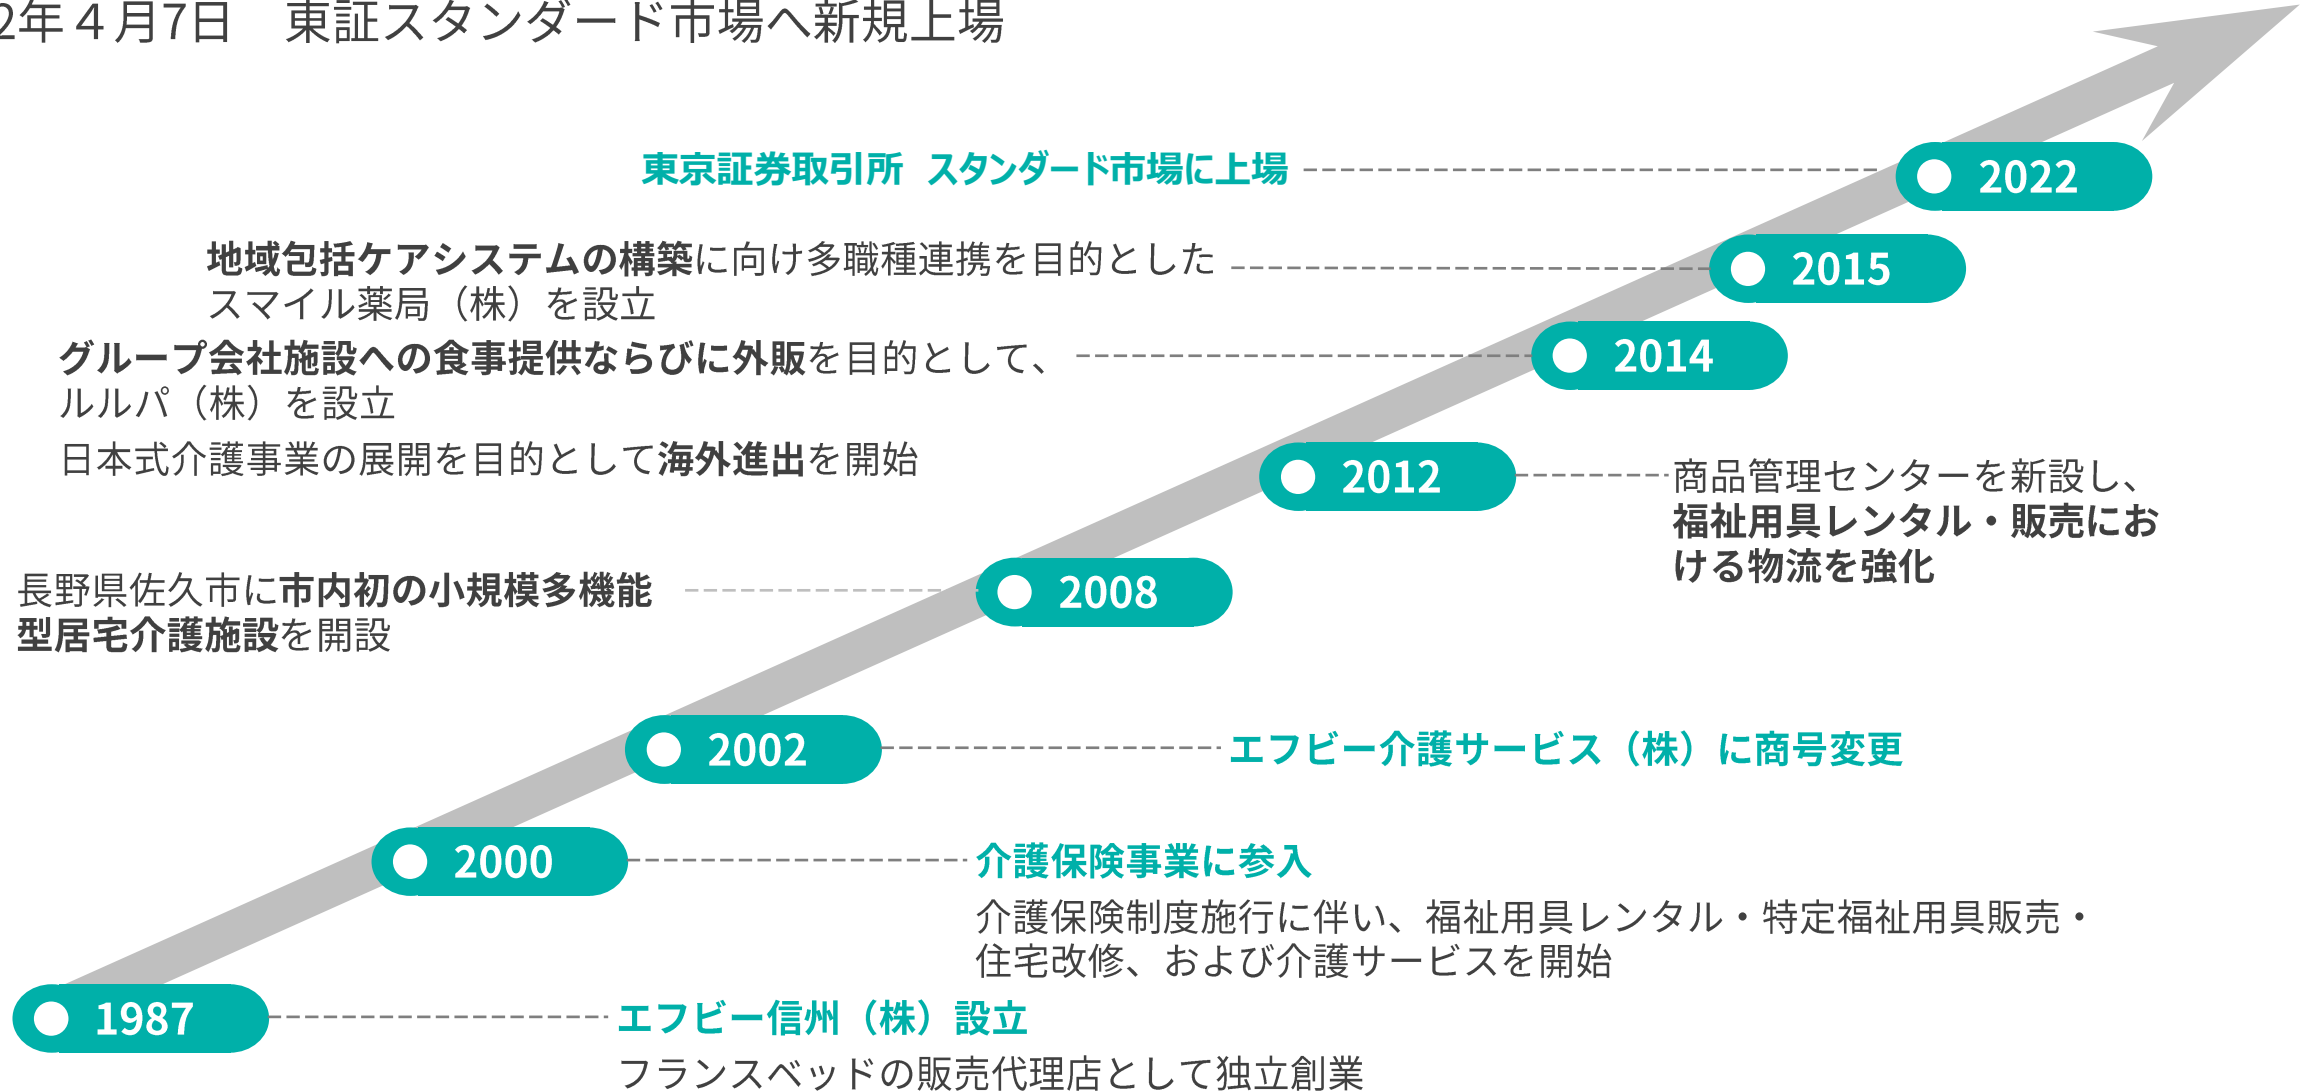 2年４月7日　東証スタンダード市場へ新規上場
東京証券取引所　スタンダード市場に上場
2022
地域包括ケアシステムの構築に向け多職種連携を目的とした
スマイル薬局（株）を設立
2015
グループ会社施設への食事提供ならびに外販を目的として、
ルルパ（株）を設立
2014
日本式介護事業の展開を目的として海外進出を開始
2012
商品管理センターを新設し、
福祉用具レンタル・販売にお
ける物流を強化
長野県佐久市に市内初の小規模多機能
型居宅介護施設を開設
2008
2002
エフビー介護サービス（株）に商号変更
2000
介護保険事業に参入
介護保険制度施行に伴い、福祉用具レンタル・特定福祉用具販売・
住宅改修、および介護サービスを開始
1987
エフビー信州（株）設立
フランスベッドの販売代理店として独立創業